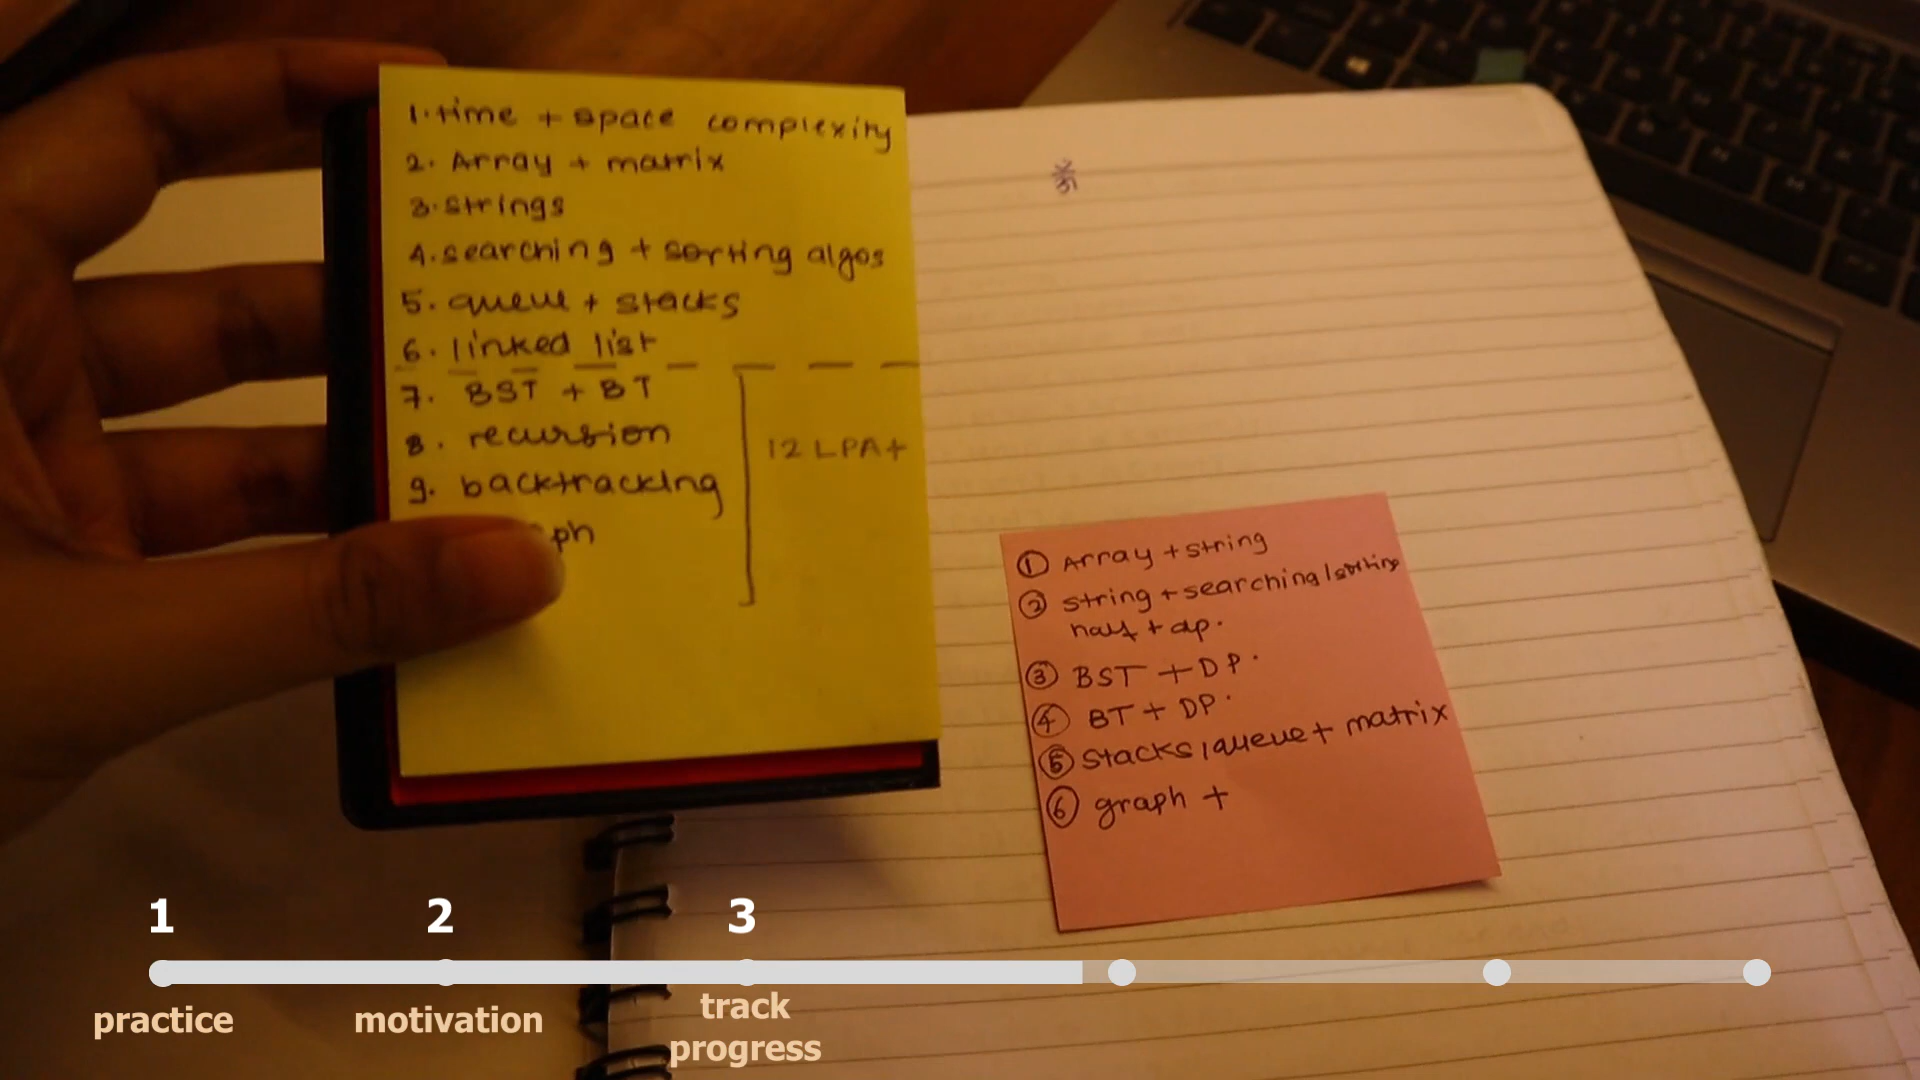 1. time + space complexity
2. Array + matrix
3. strings
4. searching + sorting algos
5. queue + stacks
6. linked list
7. BST + BT
8. recursion
9. backtracking
ph
12 LPA+
① Array + string
② string + searching / sorting
half + dp.
③ BST + DP.
④ BT + DP.
⑤ stacks, queue + matrix
⑥ graph +
1
2
3
practice
motivation
track
progress